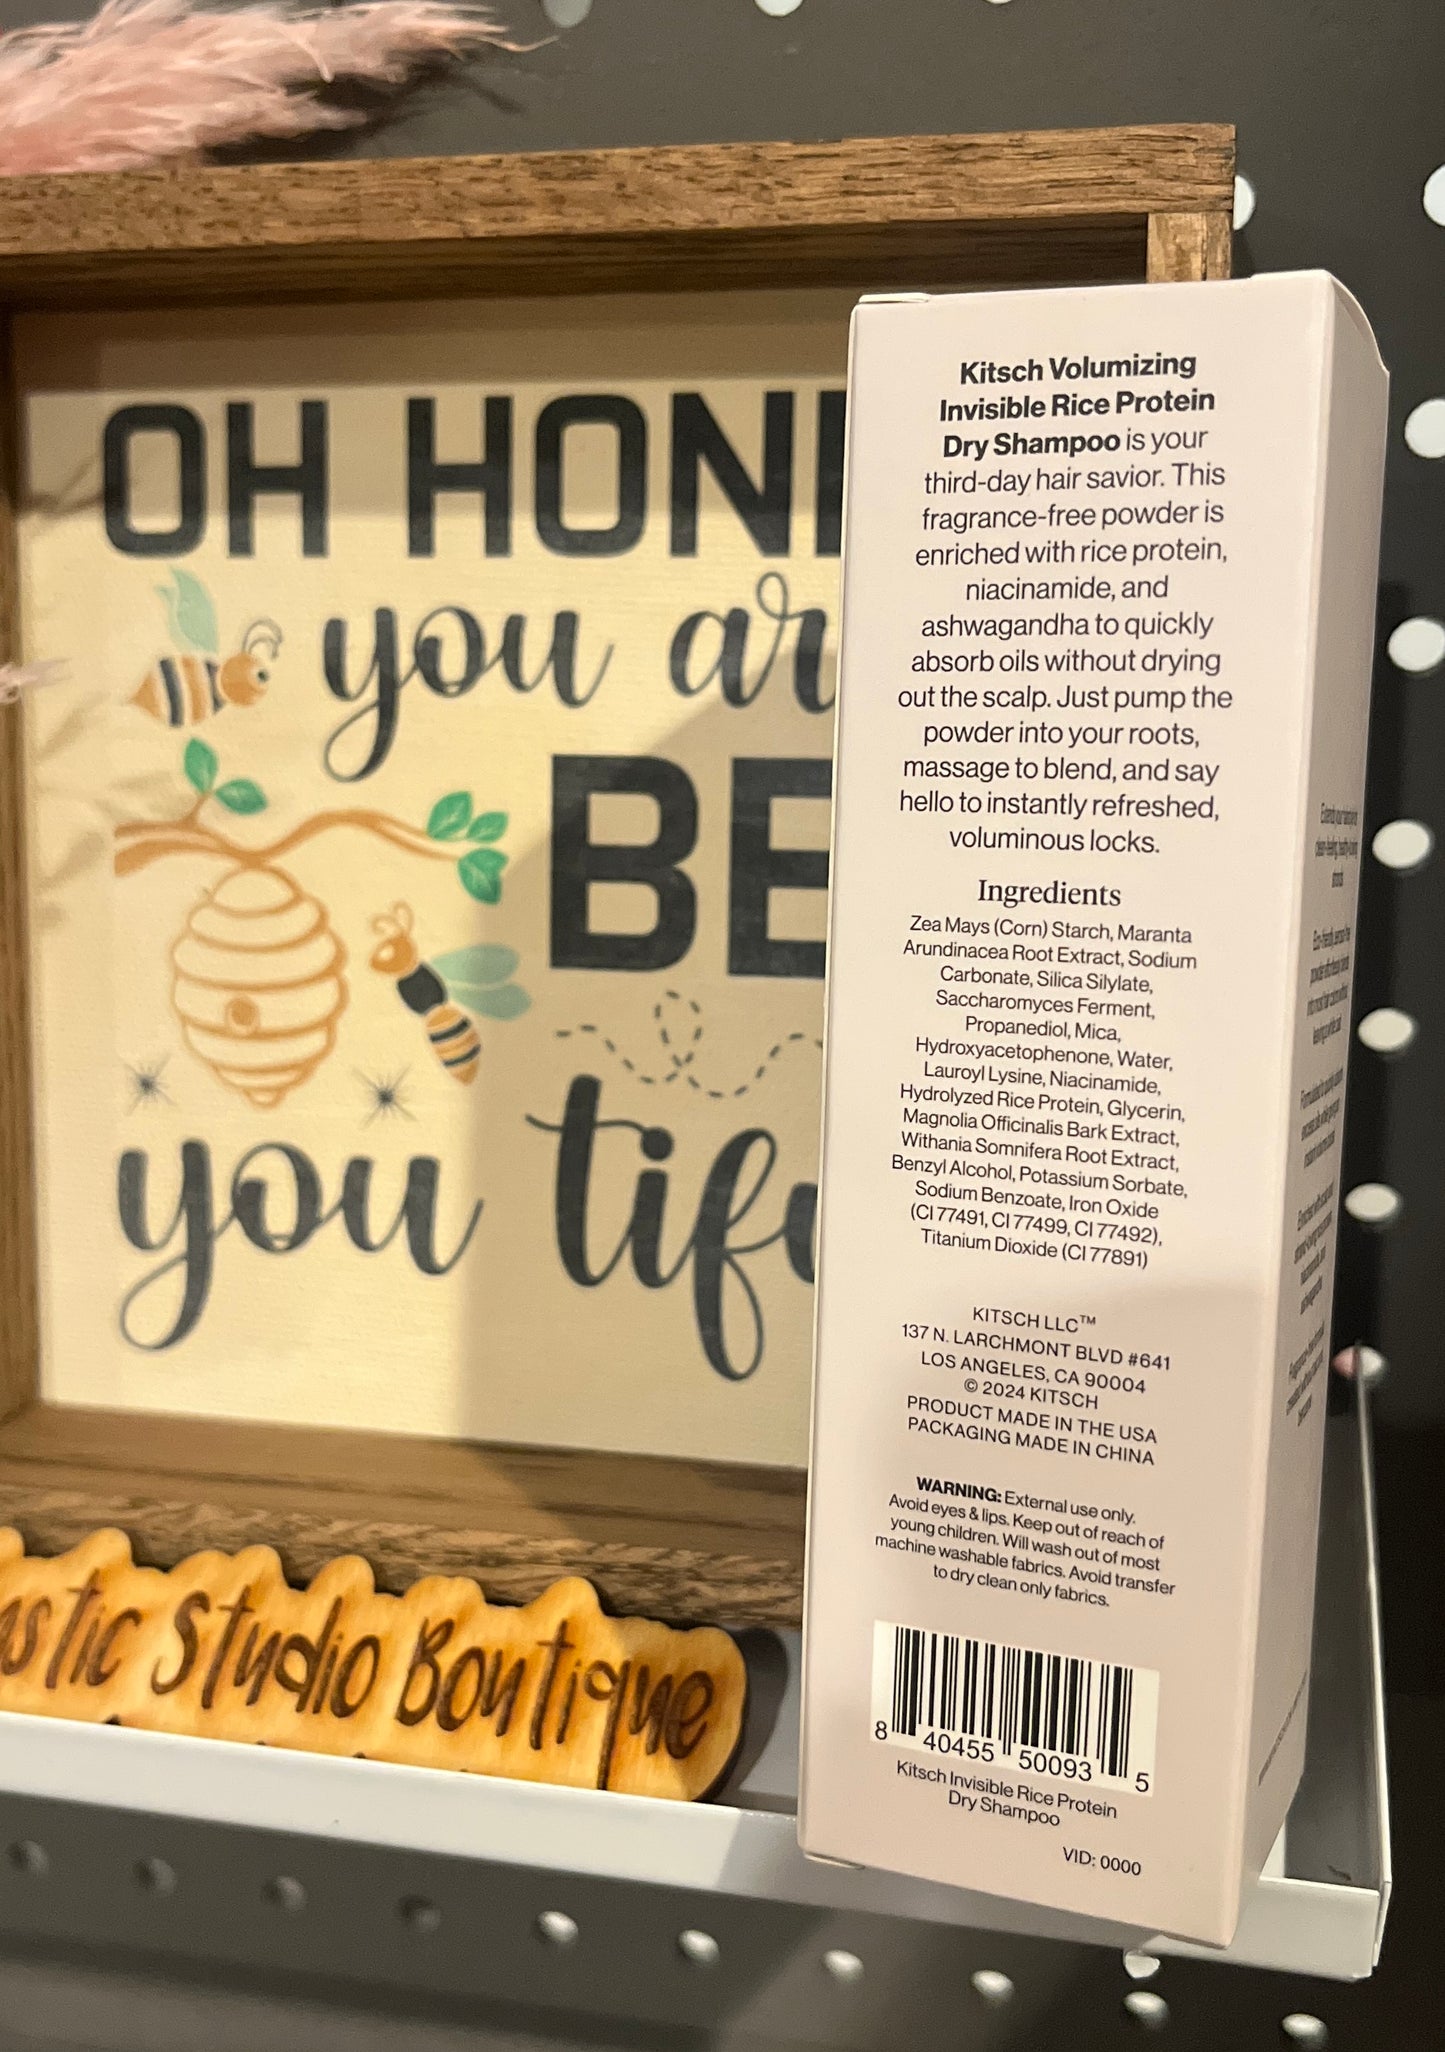 OH HON
you ar
BE
you tif
astic Studio Boutique
Kitsch Volumizing
Invisible Rice Protein
Dry Shampoo is your
third-day hair savior. This
fragrance-free powder is
enriched with rice protein,
niacinamide, and
ashwagandha to quickly
absorb oils without drying
out the scalp. Just pump the
powder into your roots,
massage to blend, and say
hello to instantly refreshed,
voluminous locks.
Ingredients
Zea Mays (Corn) Starch, Maranta
Arundinacea Root Extract, Sodium
Carbonate, Silica Silylate,
Saccharomyces Ferment,
Propanediol, Mica,
Hydroxyacetophenone, Water,
Lauroyl Lysine, Niacinamide,
Hydrolyzed Rice Protein, Glycerin,
Magnolia Officinalis Bark Extract,
Withania Somnifera Root Extract,
Benzyl Alcohol, Potassium Sorbate,
Sodium Benzoate, Iron Oxide
(CI 77491, CI 77499, CI 77492),
Titanium Dioxide (CI 77891)
KITSCH LLC™
137 N. LARCHMONT BLVD #641
LOS ANGELES, CA 90004
© 2024 KITSCH
PRODUCT MADE IN THE USA
PACKAGING MADE IN CHINA
WARNING: External use only.
Avoid eyes & lips. Keep out of reach of
young children. Will wash out of most
machine washable fabrics. Avoid transfer
to dry clean only fabrics.
8 40455 50093 5
Kitsch Invisible Rice Protein
Dry Shampoo
VID: 0000